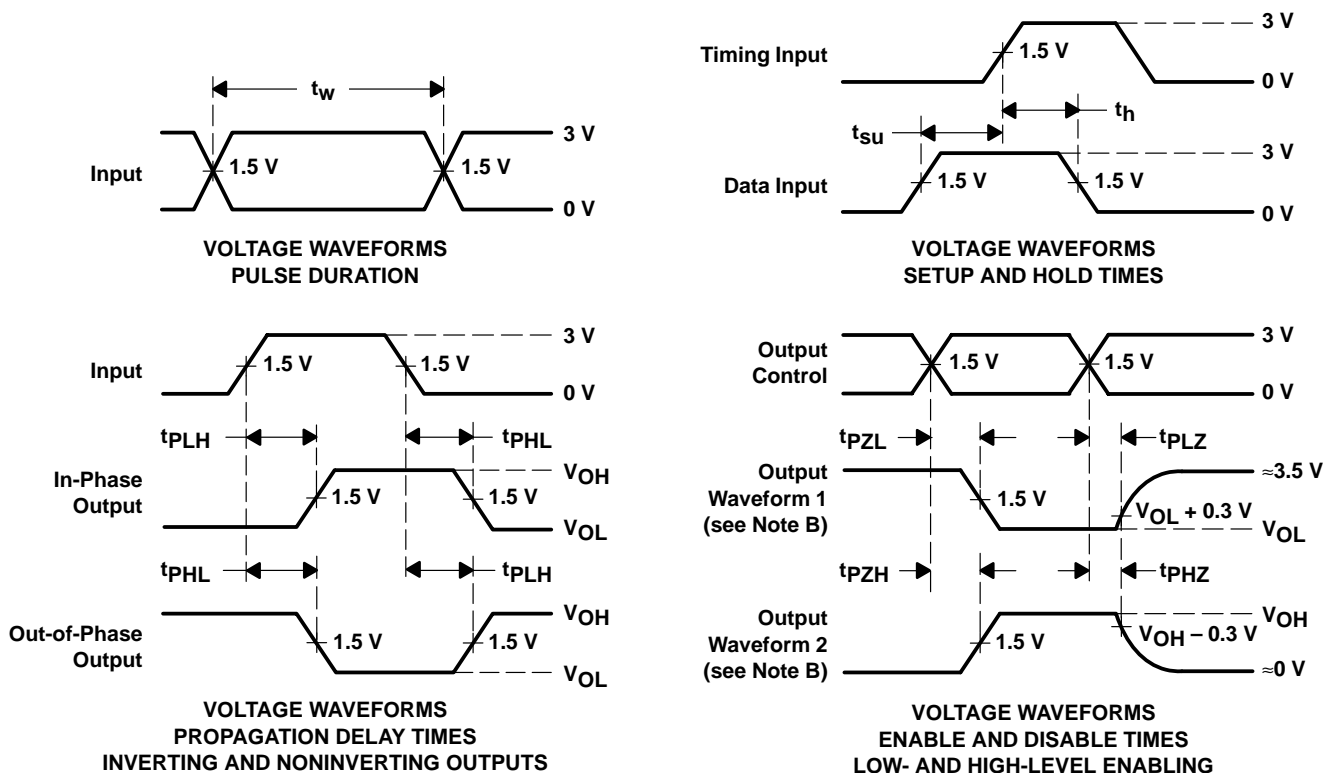 tw
3 V
Input
1.5 V
1.5 V
0 V
VOLTAGE WAVEFORMS
PULSE DURATION
3 V
Timing Input
1.5 V
0 V
th
tsu
3 V
Data Input
1.5 V
1.5 V
0 V
VOLTAGE WAVEFORMS
SETUP AND HOLD TIMES
3 V
Input
1.5 V
1.5 V
0 V
tPLH
tPHL
In-Phase
Output
VOH
1.5 V
1.5 V
VOL
tPHL
tPLH
Out-of-Phase
Output
VOH
1.5 V
1.5 V
VOL
VOLTAGE WAVEFORMS
PROPAGATION DELAY TIMES
INVERTING AND NONINVERTING OUTPUTS
3 V
Output
Control
1.5 V
1.5 V
0 V
tPZL
tPLZ
Output
Waveform 1
(see Note B)
≈3.5 V
1.5 V
VOL + 0.3 V
VOL
tPZH
tPHZ
Output
Waveform 2
(see Note B)
VOH
1.5 V
VOH – 0.3 V
≈0 V
VOLTAGE WAVEFORMS
ENABLE AND DISABLE TIMES
LOW- AND HIGH-LEVEL ENABLING